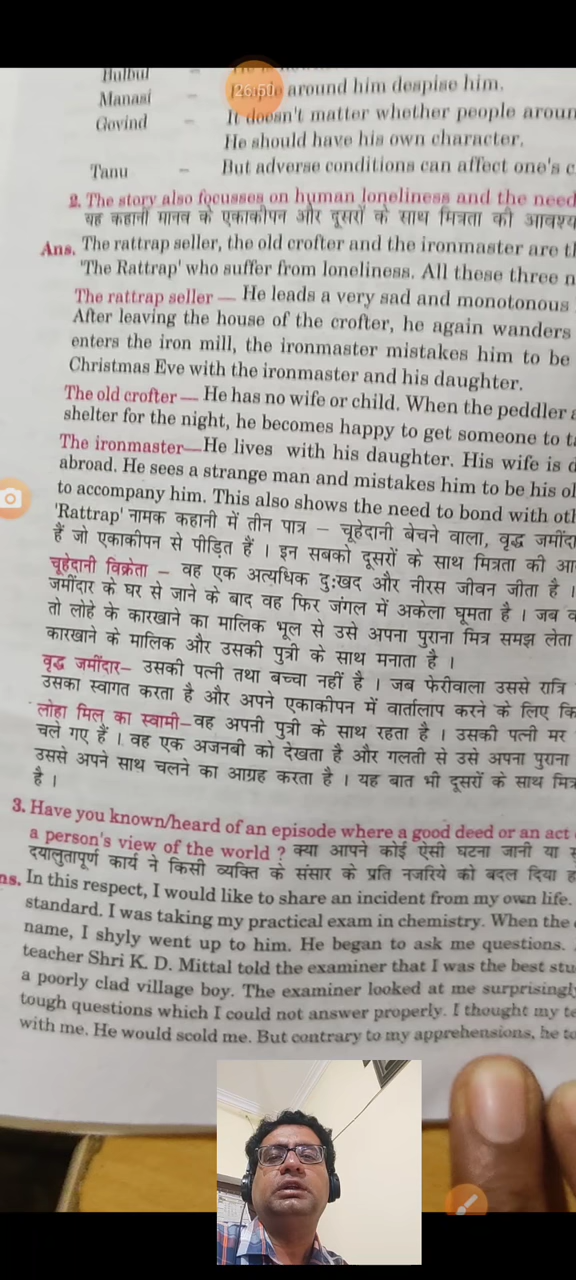 Bulbul –
Manasi – People around him despise him.
Govind – It doesn't matter whether people aroun
He should have his own character.
Tanu – But adverse conditions can affect one's c
26:50
2. The story also focusses on human loneliness and the need
यह कहानी मानव के एकाकीपन और दूसरों के साथ मित्रता की आवश्य
Ans. The rattrap seller, the old crofter and the ironmaster are th
'The Rattrap' who suffer from loneliness. All these three n
The rattrap seller — He leads a very sad and monotonous
After leaving the house of the crofter, he again wanders
enters the iron mill, the ironmaster mistakes him to be
Christmas Eve with the ironmaster and his daughter.
The old crofter — He has no wife or child. When the peddler a
shelter for the night, he becomes happy to get someone to t
The ironmaster—He lives with his daughter. His wife is d
abroad. He sees a strange man and mistakes him to be his ol
to accompany him. This also shows the need to bond with oth
'Rattrap' नामक कहानी में तीन पात्र – चूहेदानी बेचने वाला, वृद्ध जमींदा
हैं जो एकाकीपन से पीड़ित हैं । इन सबको दूसरों के साथ मित्रता की आ
चूहेदानी विक्रेता – वह एक अत्यधिक दुःखद और नीरस जीवन जीता है ।
जमींदार के घर से जाने के बाद वह फिर जंगल में अकेला घूमता है । जब व
तो लोहे के कारखाने का मालिक भूल से उसे अपना पुराना मित्र समझ लेता
कारखाने के मालिक और उसकी पुत्री के साथ मनाता है ।
वृद्ध जमींदार– उसकी पत्नी तथा बच्चा नहीं है । जब फेरीवाला उससे रात्रि
उसका स्वागत करता है और अपने एकाकीपन में वार्तालाप करने के लिए कि
लोहा मिल का स्वामी–वह अपनी पुत्री के साथ रहता है । उसकी पत्नी मर
चले गए हैं । वह एक अजनबी को देखता है और गलती से उसे अपना पुराना
उससे अपने साथ चलने का आग्रह करता है । यह बात भी दूसरों के साथ मित्र
है ।
3. Have you known/heard of an episode where a good deed or an act
a person's view of the world ? क्या आपने कोई ऐसी घटना जानी या
दयालुतापूर्ण कार्य ने किसी व्यक्ति के संसार के प्रति नजरिये को बदल दिया ह
ns. In this respect, I would like to share an incident from my own life.
standard. I was taking my practical exam in chemistry. When the
name, I shyly went up to him. He began to ask me questions.
teacher Shri K. D. Mittal told the examiner that I was the best stu
a poorly clad village boy. The examiner looked at me surprisingly
tough questions which I could not answer properly. I thought my te
with me. He would scold me. But contrary to my apprehensions, he to